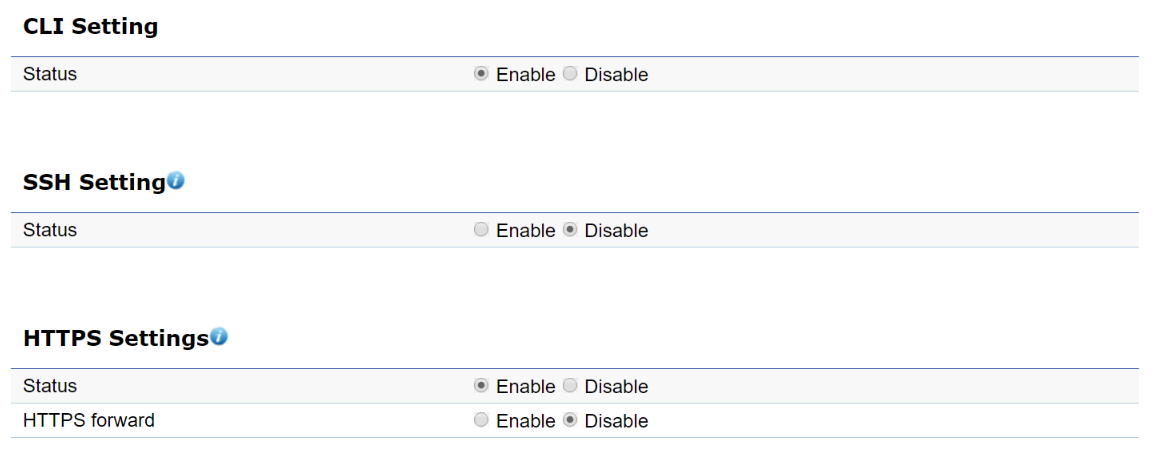 CLI Setting
Status Enable Disable
SSH Setting
Status Enable Disable
HTTPS Settings
Status Enable Disable
HTTPS forward Enable Disable